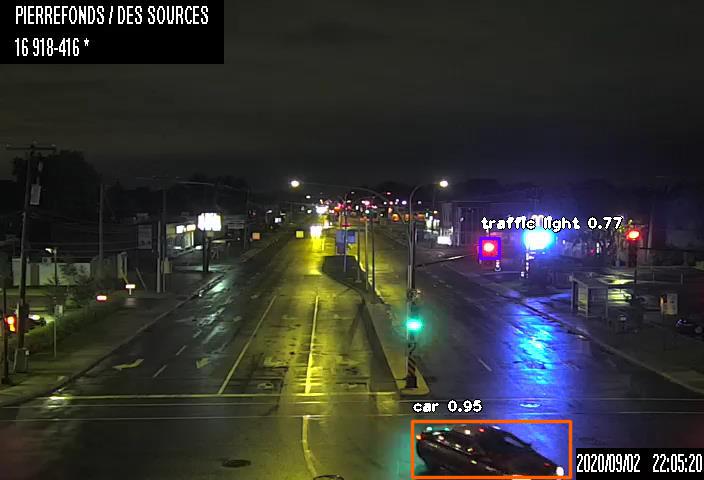 PIERREFONDS / DES SOURCES
16 918-416 *
traffic light 0.77
car 0.95
2020/09/02 22:05:20